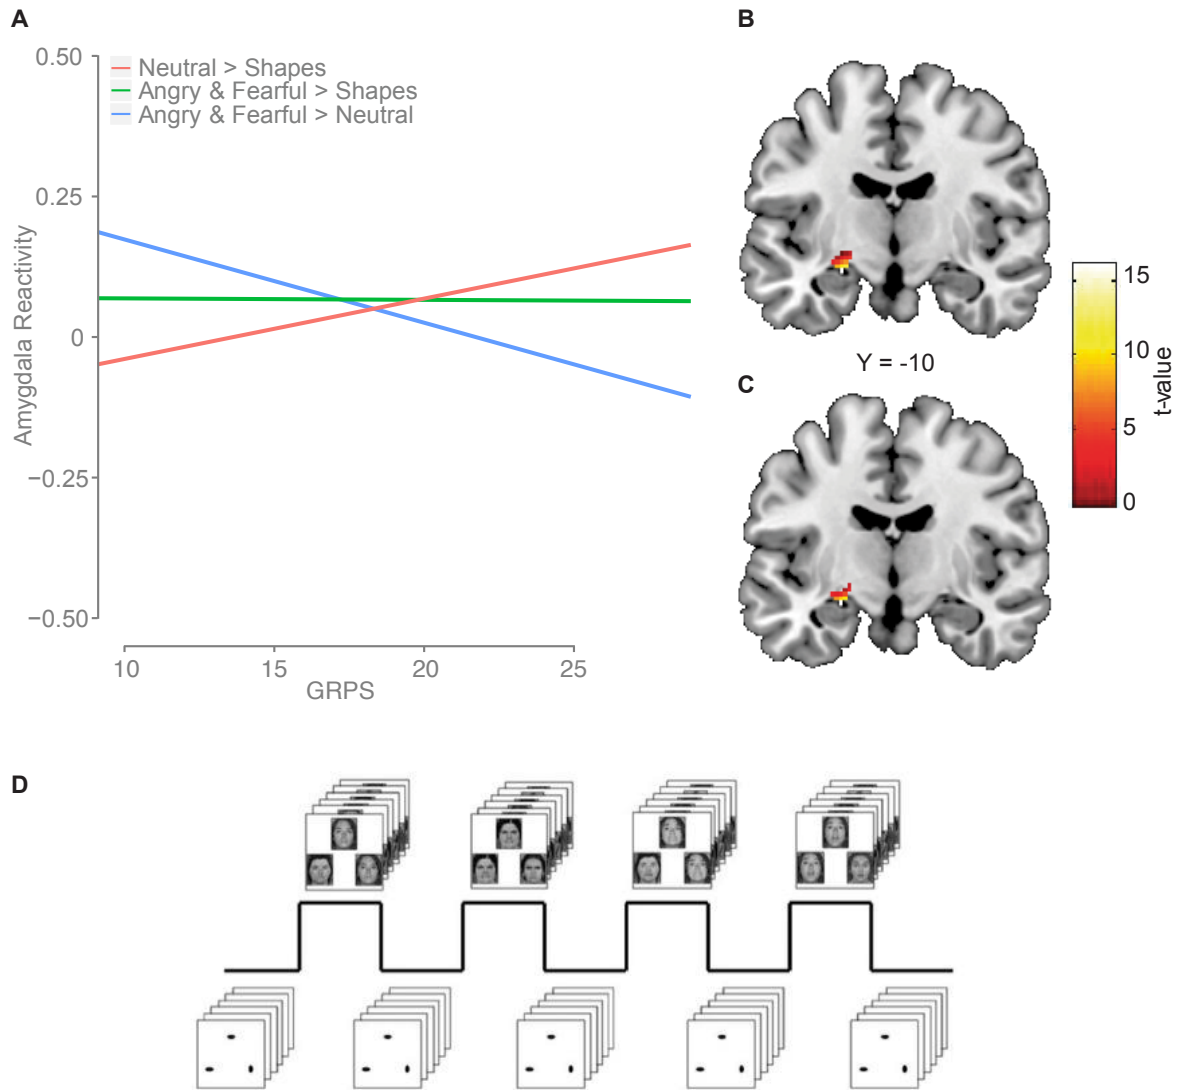 A
0.50
0.25
0
−0.25
−0.50
Amygdala Reactivity
Neutral > Shapes
Angry & Fearful > Shapes
Angry & Fearful > Neutral
10
15
20
25
GRPS
B
Y = -10
C
15
10
5
0
t-value
D